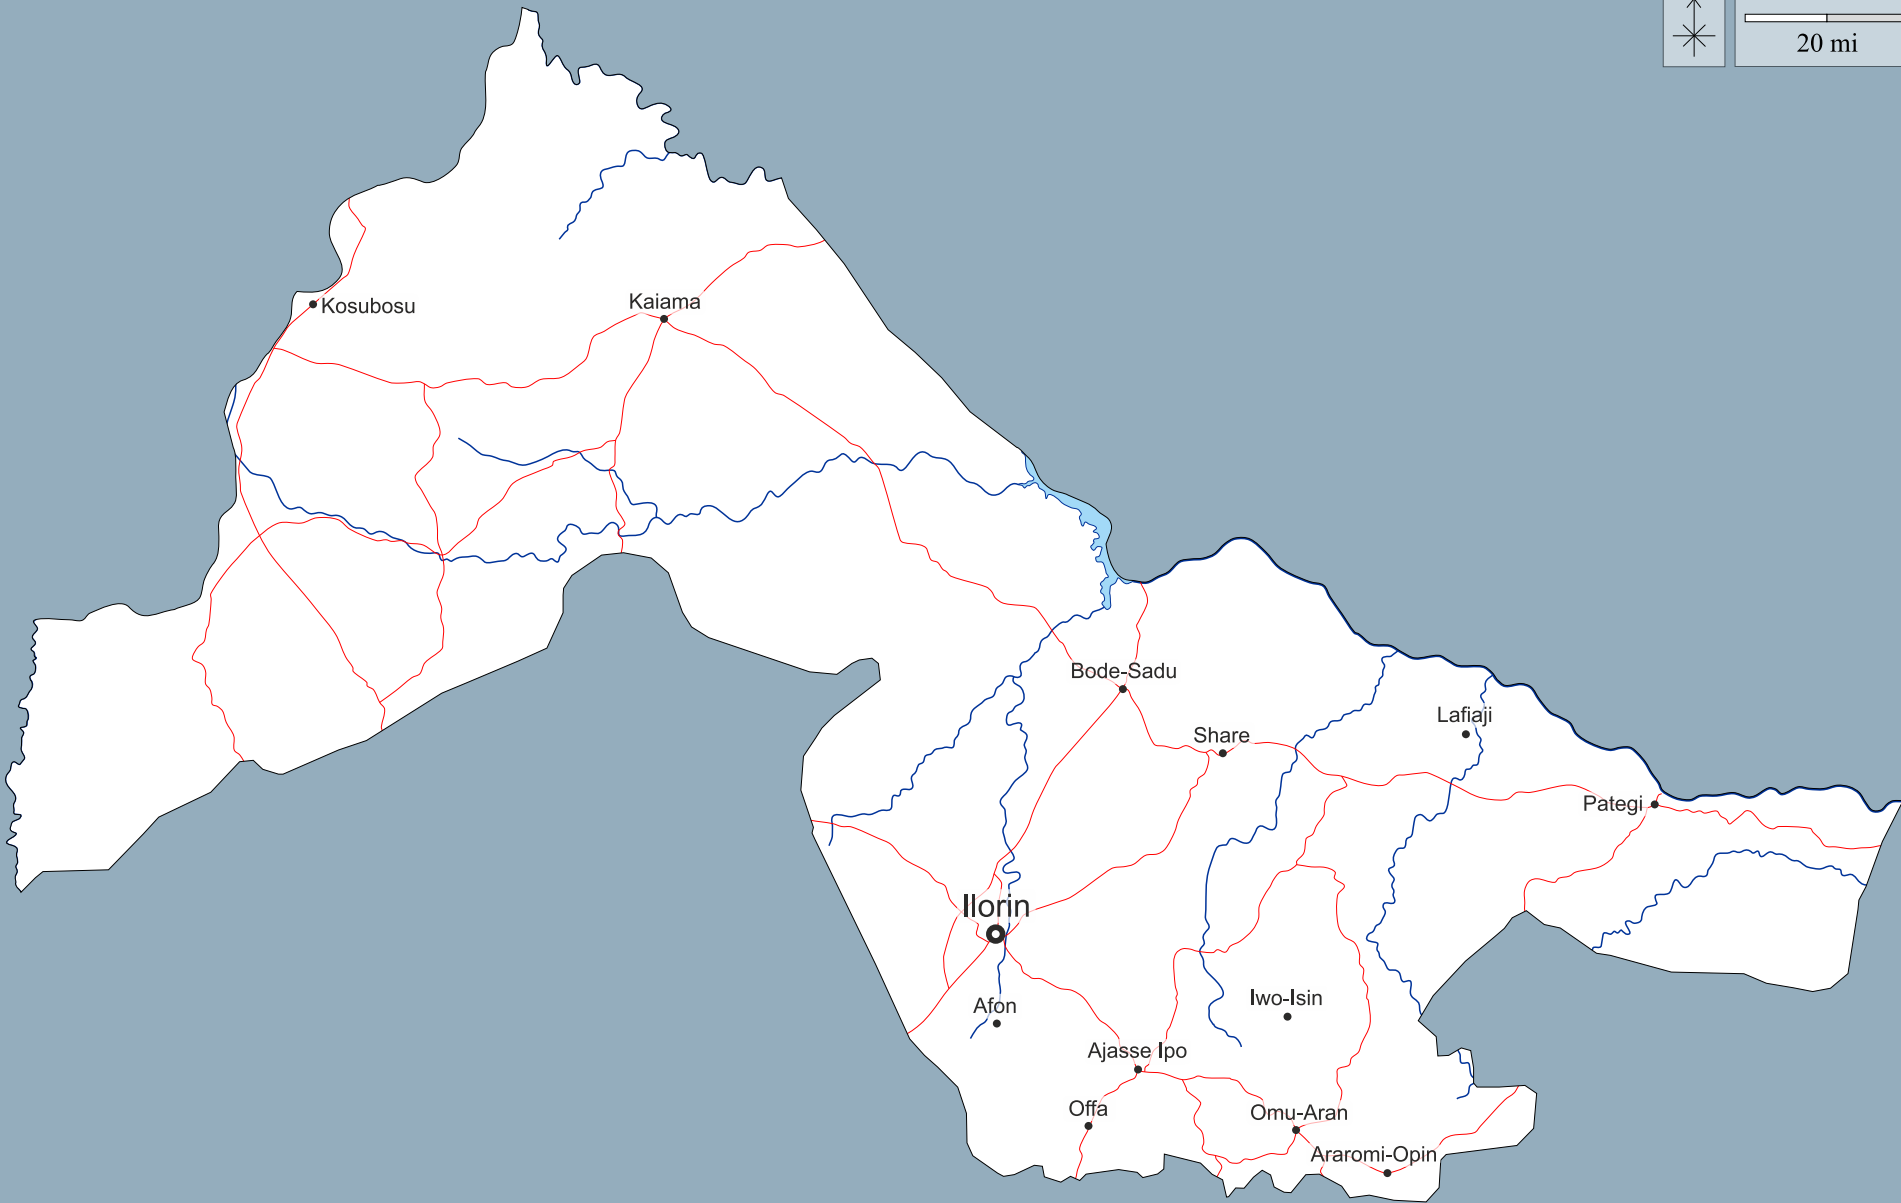 20 mi
Kosubosu
Kaiama
Bode-Sadu
Lafiaji
Share
Pategi
Ilorin
Iwo-Isin
Afon
Ajasse Ipo
Offa
Omu-Aran
Araromi-Opin